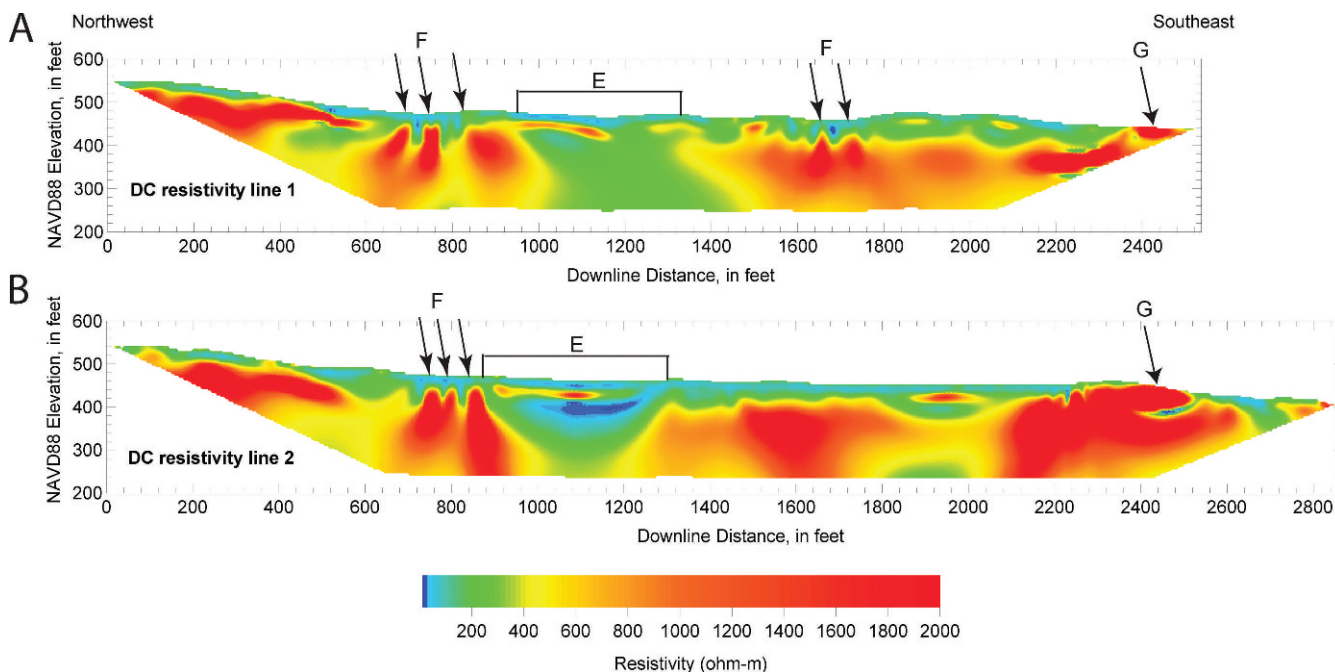 A
Northwest
Southeast
F
F
G
E
NAVD88 Elevation, in feet
600
500
400
300
200
DC resistivity line 1
0 200 400 600 800 1000 1200 1400 1600 1800 2000 2200 2400
Downline Distance, in feet
B
F
E
G
NAVD88 Elevation, in feet
600
500
400
300
200
DC resistivity line 2
0 200 400 600 800 1000 1200 1400 1600 1800 2000 2200 2400 2600 2800
Downline Distance, in feet
200 400 600 800 1000 1200 1400 1600 1800 2000
Resistivity (ohm-m)